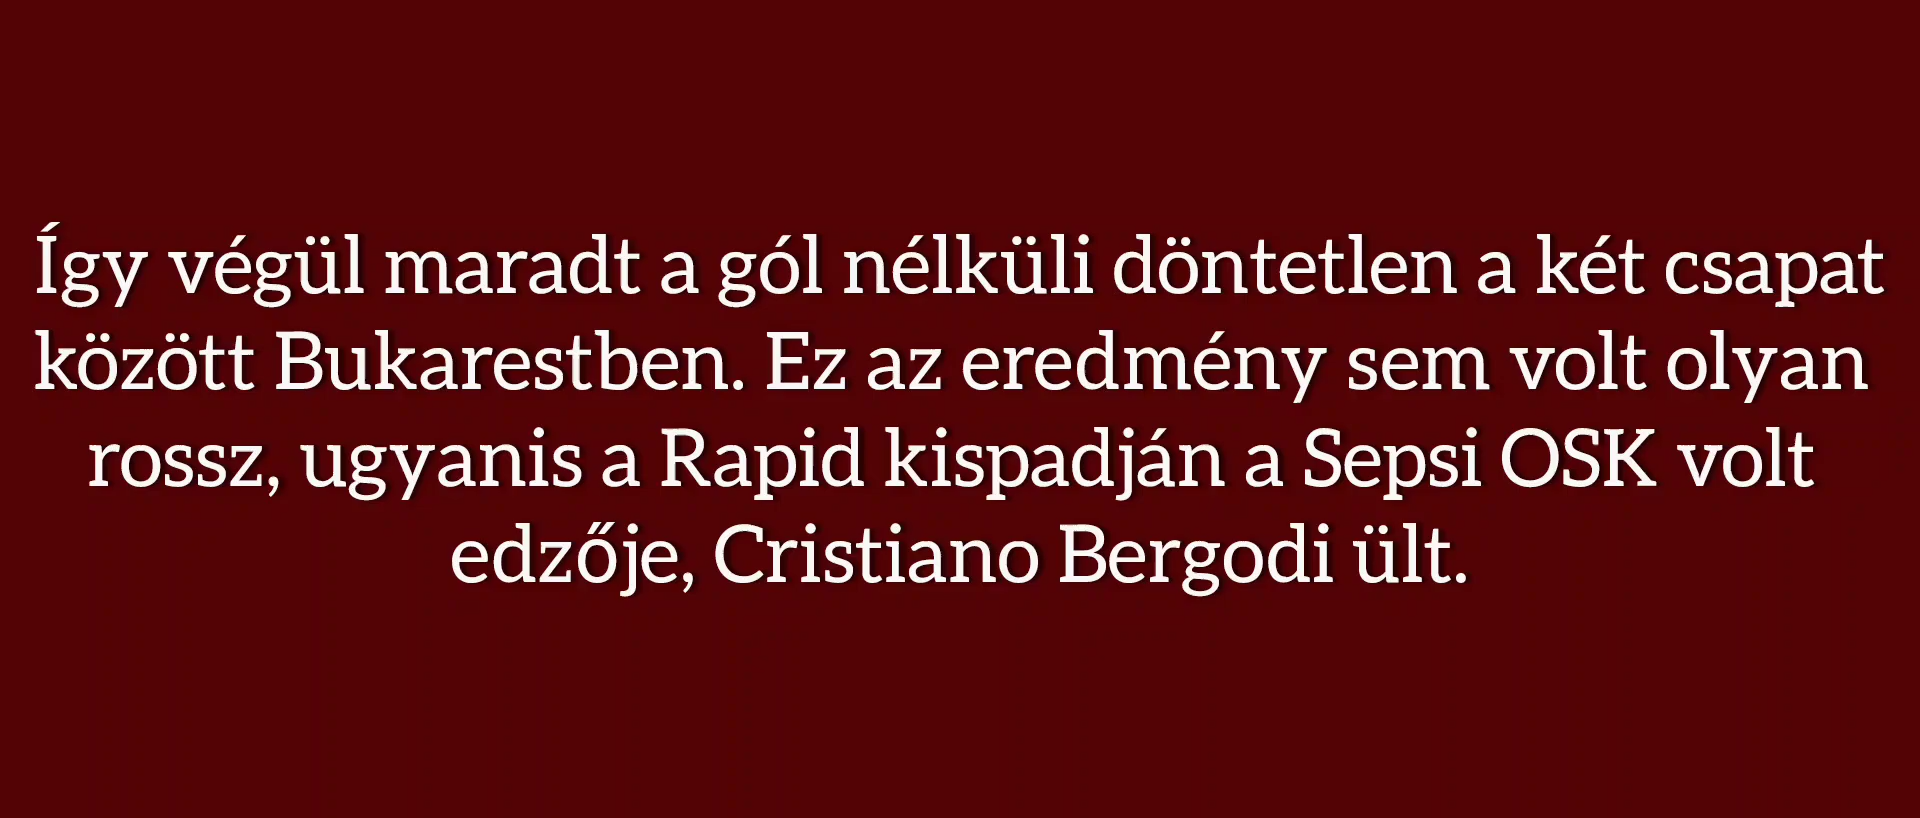 Így végül maradt a gól nélküli döntetlen a két csapat
között Bukarestben. Ez az eredmény sem volt olyan
rossz, ugyanis a Rapid kispadján a Sepsi OSK volt
edzője, Cristiano Bergodi ült.